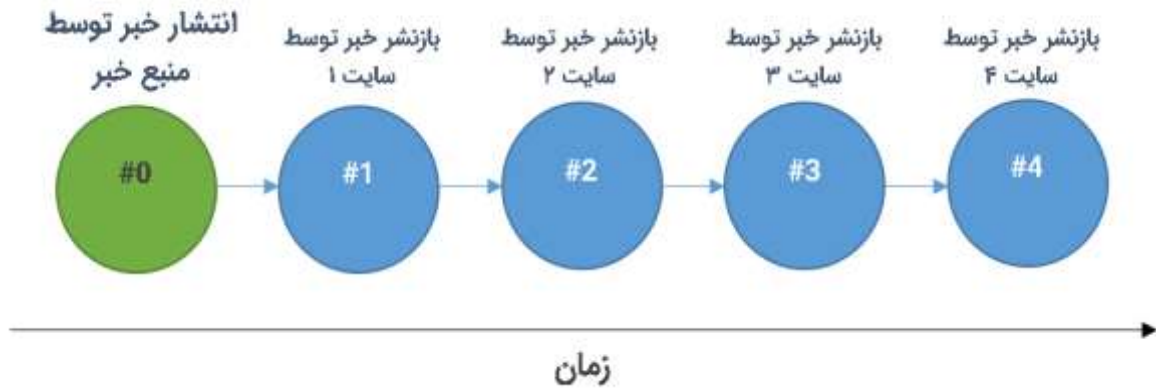 انتشار خبر توسط
منبع خبر
بازنشر خبر توسط
سایت ۱
بازنشر خبر توسط
سایت ۲
بازنشر خبر توسط
سایت ۳
بازنشر خبر توسط
سایت ۴
#0
#1
#2
#3
#4
زمان